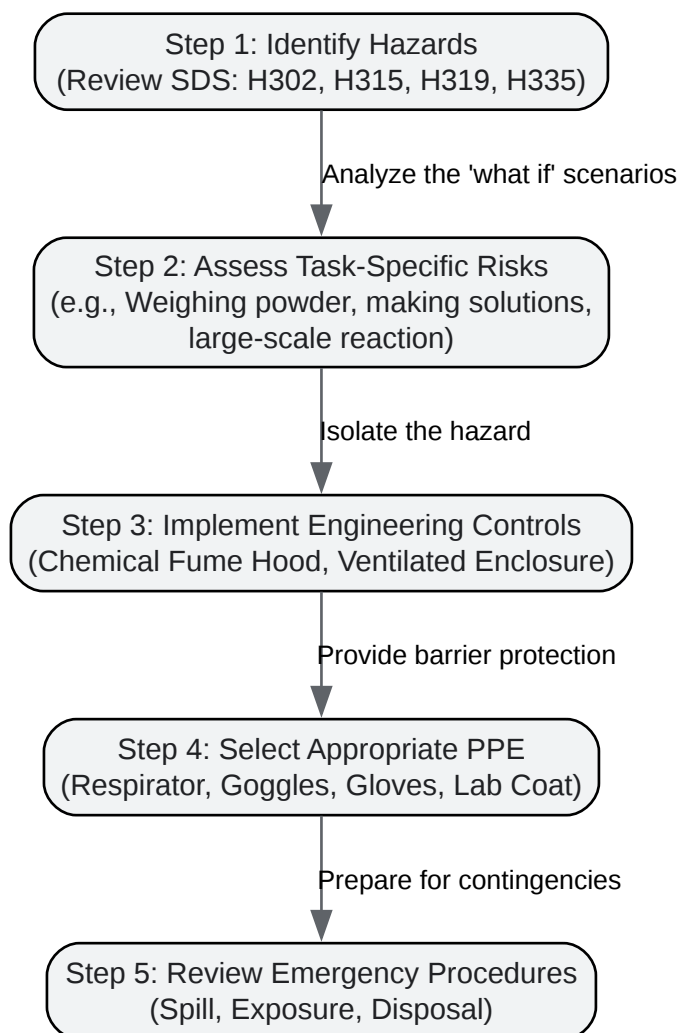 Step 1: Identify Hazards
(Review SDS: H302, H315, H319, H335)
Analyze the 'what if' scenarios
Step 2: Assess Task-Specific Risks
(e.g., Weighing powder, making solutions,
large-scale reaction)
Isolate the hazard
Step 3: Implement Engineering Controls
(Chemical Fume Hood, Ventilated Enclosure)
Provide barrier protection
Step 4: Select Appropriate PPE
(Respirator, Goggles, Gloves, Lab Coat)
Prepare for contingencies
Step 5: Review Emergency Procedures
(Spill, Exposure, Disposal)